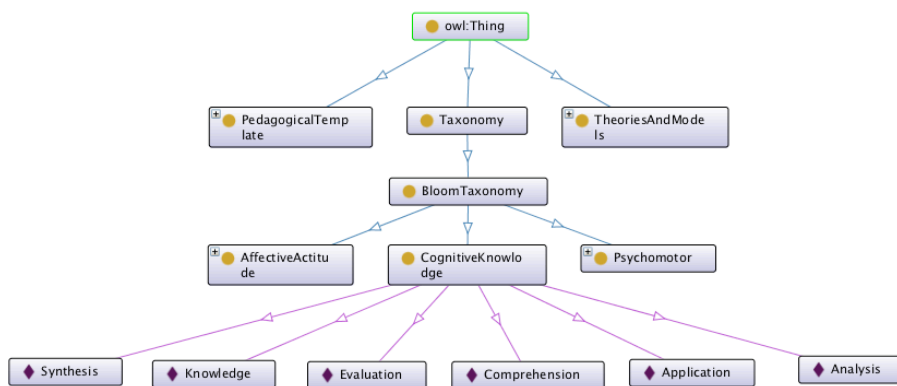 owl:Thing
PedagogicalTemp
late
Taxonomy
TheoriesAndMode
ls
BloomTaxonomy
AffectiveActitu
de
CognitiveKnowlo
dge
Psychomotor
Synthesis
Knowledge
Evaluation
Comprehension
Application
Analysis